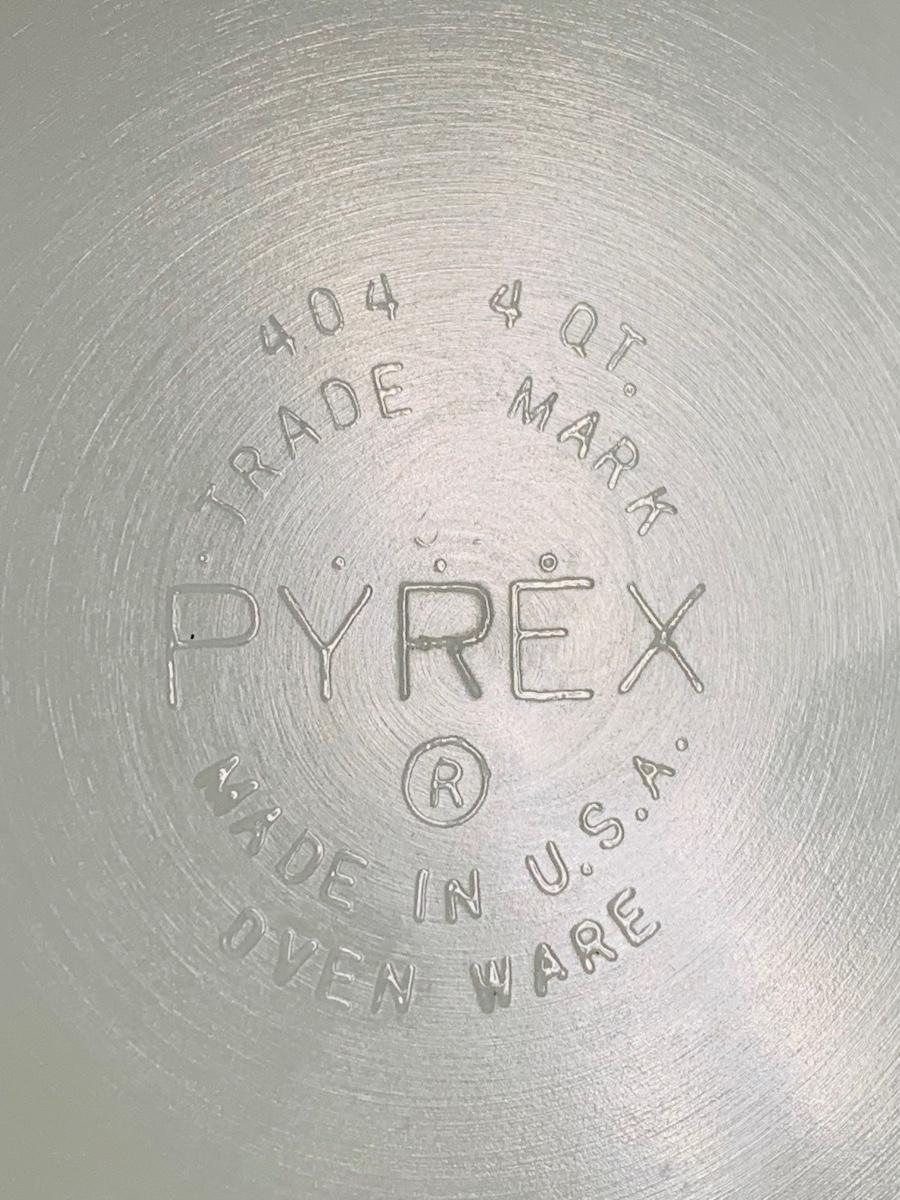 404 4 QT.
TRADE MARK
PYREX
®
MADE IN U.S.A.
OVEN WARE